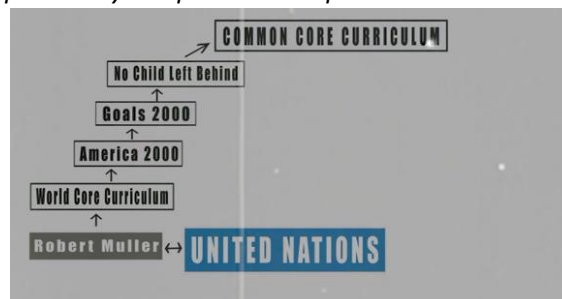 COMMON CORE CURRICULUM
No Child Left Behind
Goals 2000
America 2000
World Core Curriculum
Robert Muller ↔ UNITED NATIONS